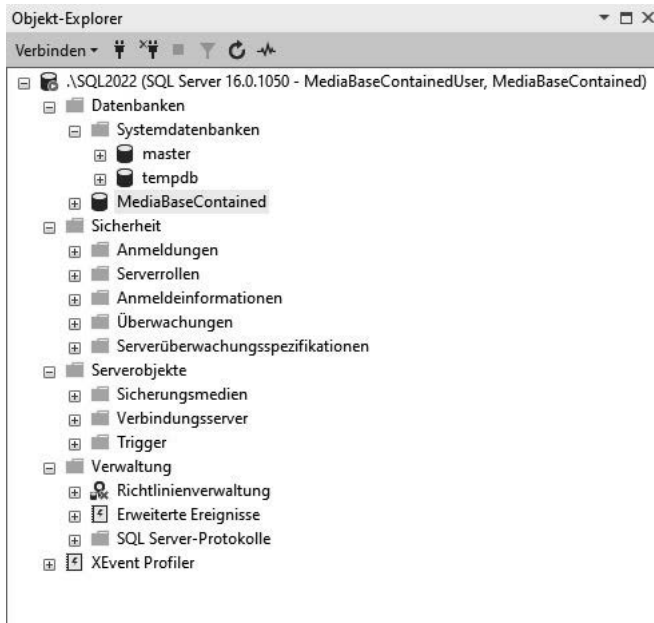 Objekt-Explorer
Verbinden
.\SQL2022 (SQL Server 16.0.1050 - MediaBaseContainedUser, MediaBaseContained)
Datenbanken
Systemdatenbanken
master
tempdb
MediaBaseContained
Sicherheit
Anmeldungen
Serverrollen
Anmeldeinformationen
Überwachungen
Serverüberwachungsspezifikationen
Serverobjekte
Sicherungsmedien
Verbindungsserver
Trigger
Verwaltung
Richtlinienverwaltung
Erweiterte Ereignisse
SQL Server-Protokolle
XEvent Profiler